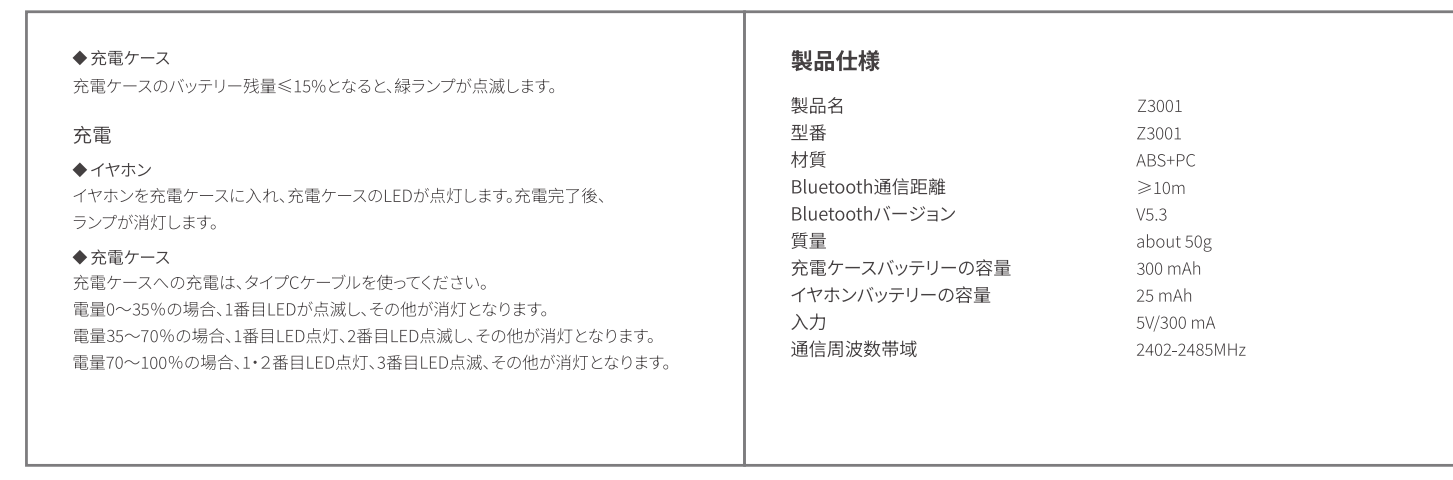 ◆充電ケース
充電ケースのバッテリー残量≤15%となると、緑ランプが点滅します。
充電
◆イヤホン
イヤホンを充電ケースに入れ、充電ケースのLEDが点灯します。充電完了後、
ランプが消灯します。
◆充電ケース
充電ケースへの充電は、タイプCケーブルを使ってください。
電量0～35%の場合、1番目LEDが点滅し、その他が消灯となります。
電量35～70%の場合、1番目LED点灯、2番目LED点滅し、その他が消灯となります。
電量70～100%の場合、1・2番目LED点灯、3番目LED点滅、その他が消灯となります。
製品仕様
製品名 Z3001
型番 Z3001
材質 ABS+PC
Bluetooth通信距離 ≥10m
Bluetoothバージョン V5.3
質量 about 50g
充電ケースバッテリーの容量 300 mAh
イヤホンバッテリーの容量 25 mAh
入力 5V/300 mA
通信周波数帯域 2402-2485MHz